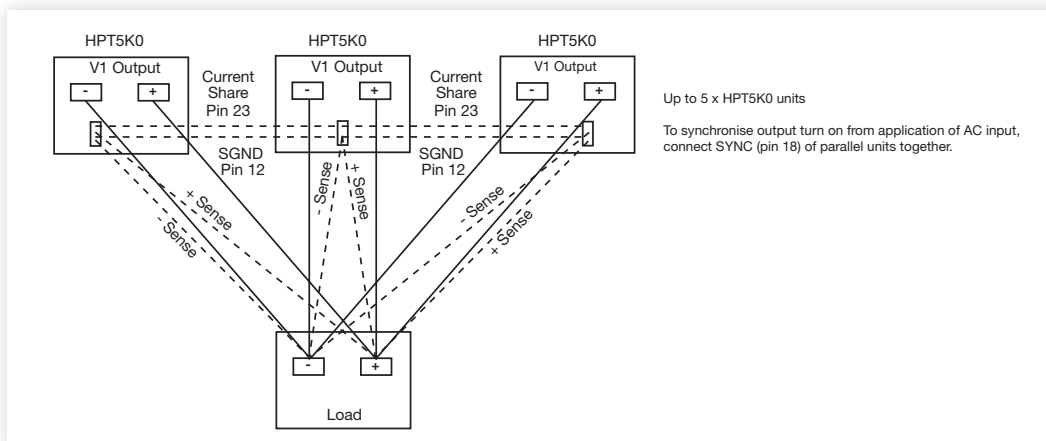 HPT5K0
HPT5K0
HPT5K0
V1 Output
V1 Output
V1 Output
- +
- +
- +
Current
Share
Pin 23
Current
Share
Pin 23
SGND
Pin 12
SGND
Pin 12
+ Sense
- Sense
- Sense
+ Sense
- Sense
+ Sense
- +
Load
Up to 5 x HPT5K0 units
To synchronise output turn on from application of AC input,
connect SYNC (pin 18) of parallel units together.